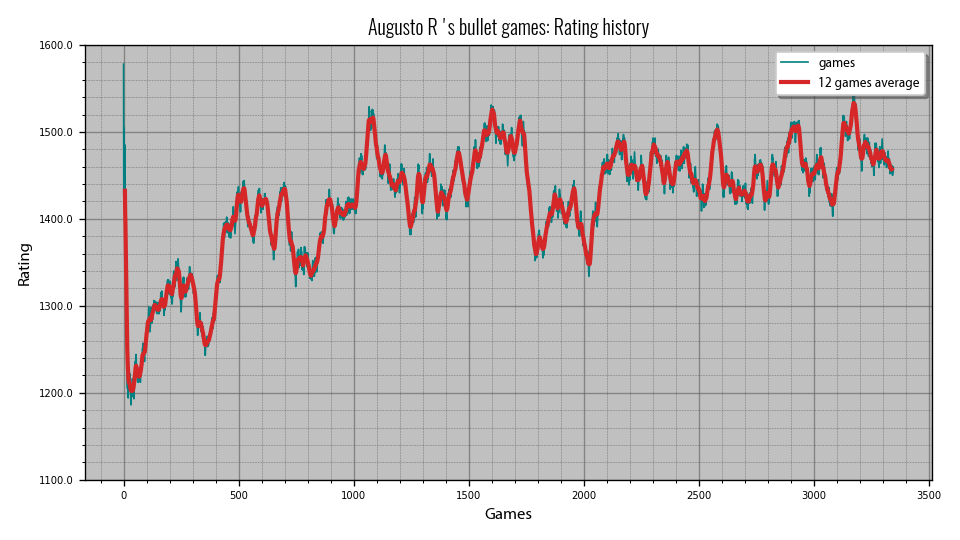 Augusto R 's bullet games: Rating history
games
12 games average
1600.0
1500.0
1400.0
1300.0
1200.0
1100.0
Rating
0 500 1000 1500 2000 2500 3000 3500
Games